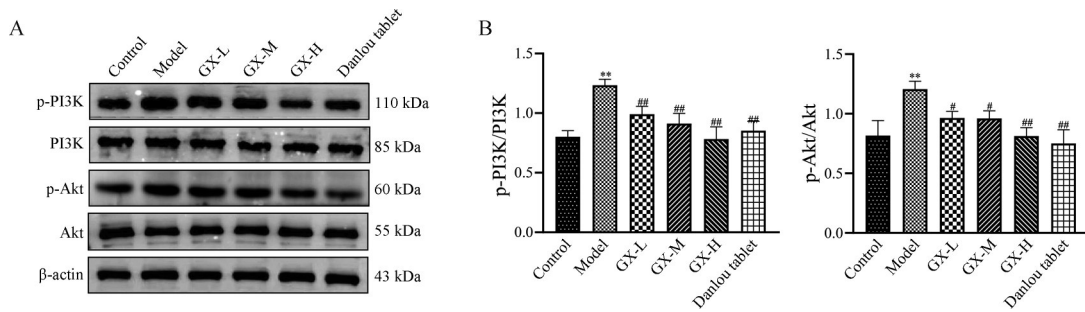 A
Control Model GX-L GX-M GX-H Danlou tablet
p-PI3K 110 kDa
PI3K 85 kDa
p-Akt 60 kDa
Akt 55 kDa
β-actin 43 kDa
B
p-PI3K/PI3K
1.5
1.0
0.5
0.0
**
##
##
##
##
Control Model GX-L GX-M GX-H Danlou tablet
p-Akt/Akt
1.5
1.0
0.5
0.0
**
#
#
##
##
Control Model GX-L GX-M GX-H Danlou tablet